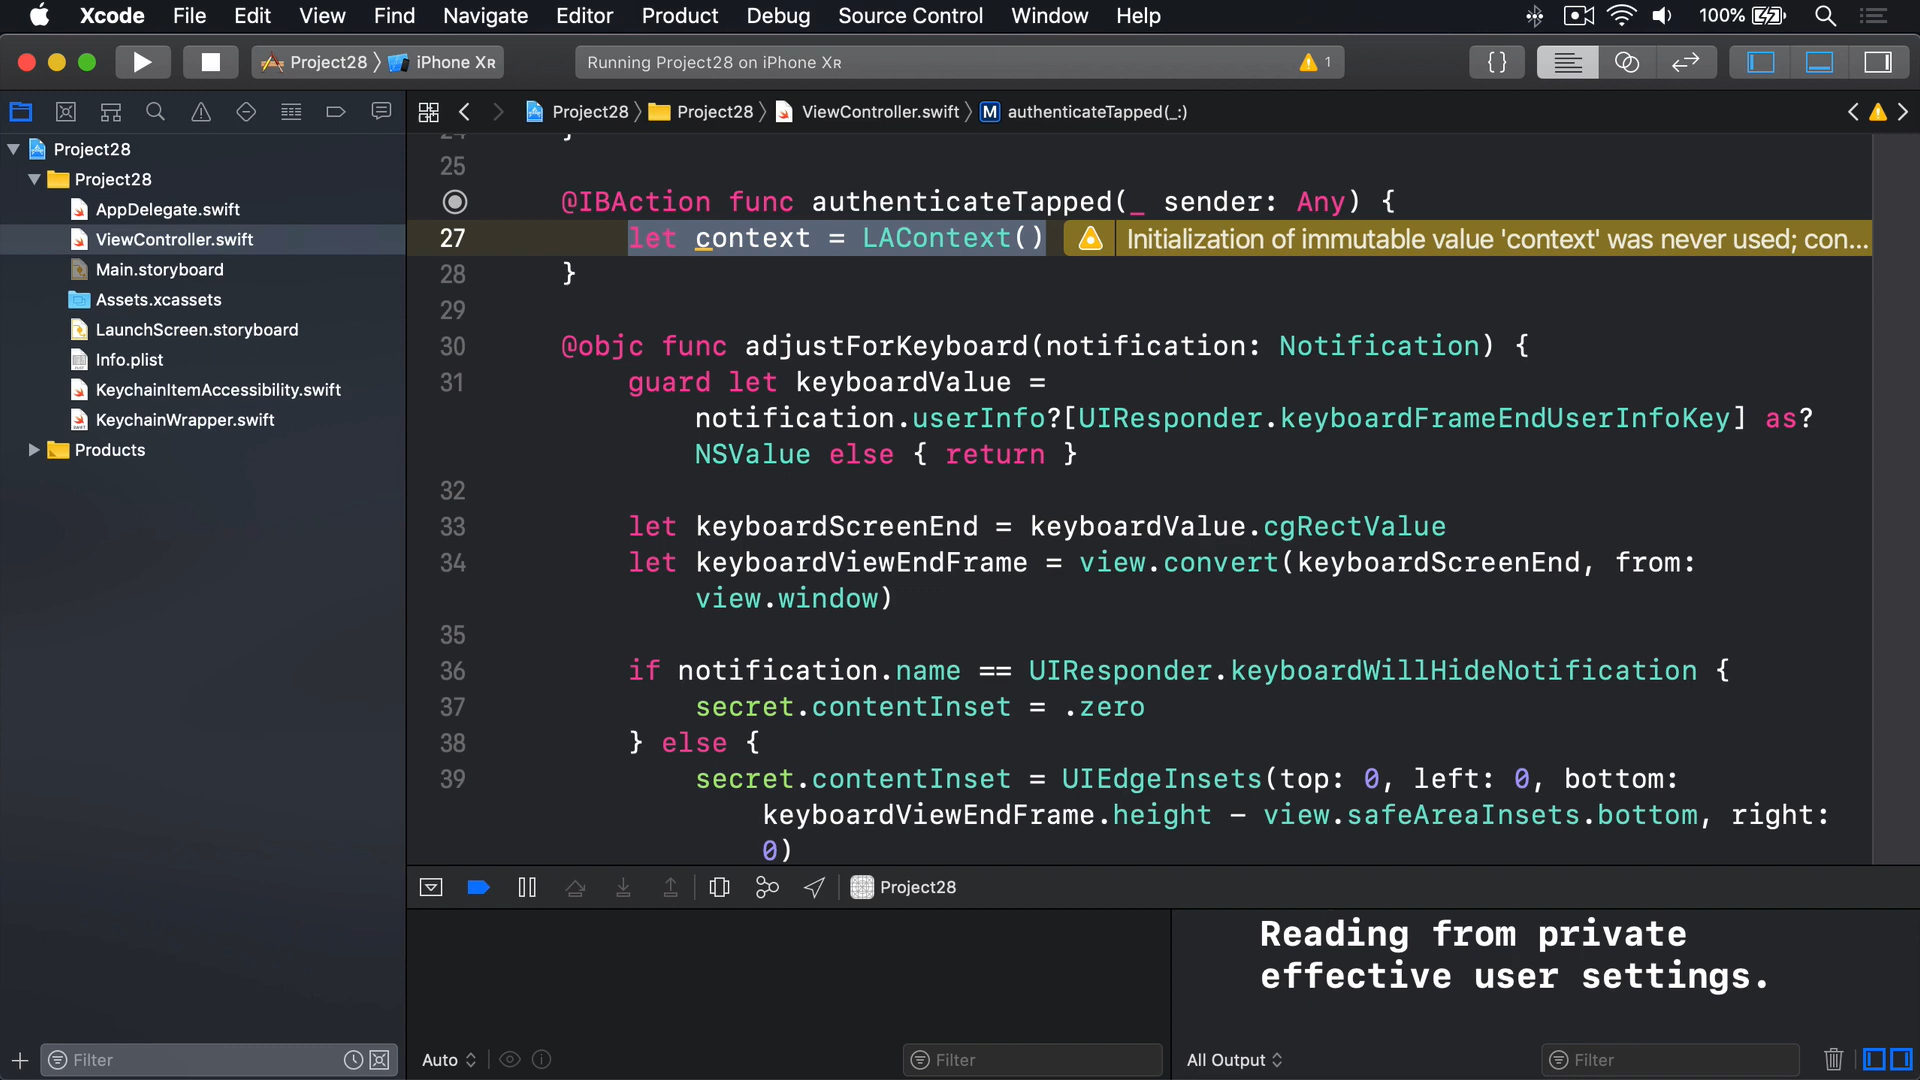 Xcode File Edit View Find Navigate Editor Product Debug Source Control Window Help 100%
Project28 iPhone XR Running Project28 on iPhone XR 1
Project28 Project28 ViewController.swift M authenticateTapped(_:)
Project28
Project28
AppDelegate.swift
ViewController.swift
Main.storyboard
Assets.xcassets
LaunchScreen.storyboard
Info.plist
KeychainItemAccessibility.swift
KeychainWrapper.swift
Products
24 }
25
@IBAction func authenticateTapped(_ sender: Any) {
27 let context = LAContext() Initialization of immutable value 'context' was never used; con...
28 }
29
30 @objc func adjustForKeyboard(notification: Notification) {
31 guard let keyboardValue =
notification.userInfo?[UIResponder.keyboardFrameEndUserInfoKey] as?
NSValue else { return }
32
33 let keyboardScreenEnd = keyboardValue.cgRectValue
34 let keyboardViewEndFrame = view.convert(keyboardScreenEnd, from:
view.window)
35
36 if notification.name == UIResponder.keyboardWillHideNotification {
37 secret.contentInset = .zero
38 } else {
39 secret.contentInset = UIEdgeInsets(top: 0, left: 0, bottom:
keyboardViewEndFrame.height - view.safeAreaInsets.bottom, right:
0)
Project28
Reading from private
effective user settings.
Filter Auto Filter All Output Filter